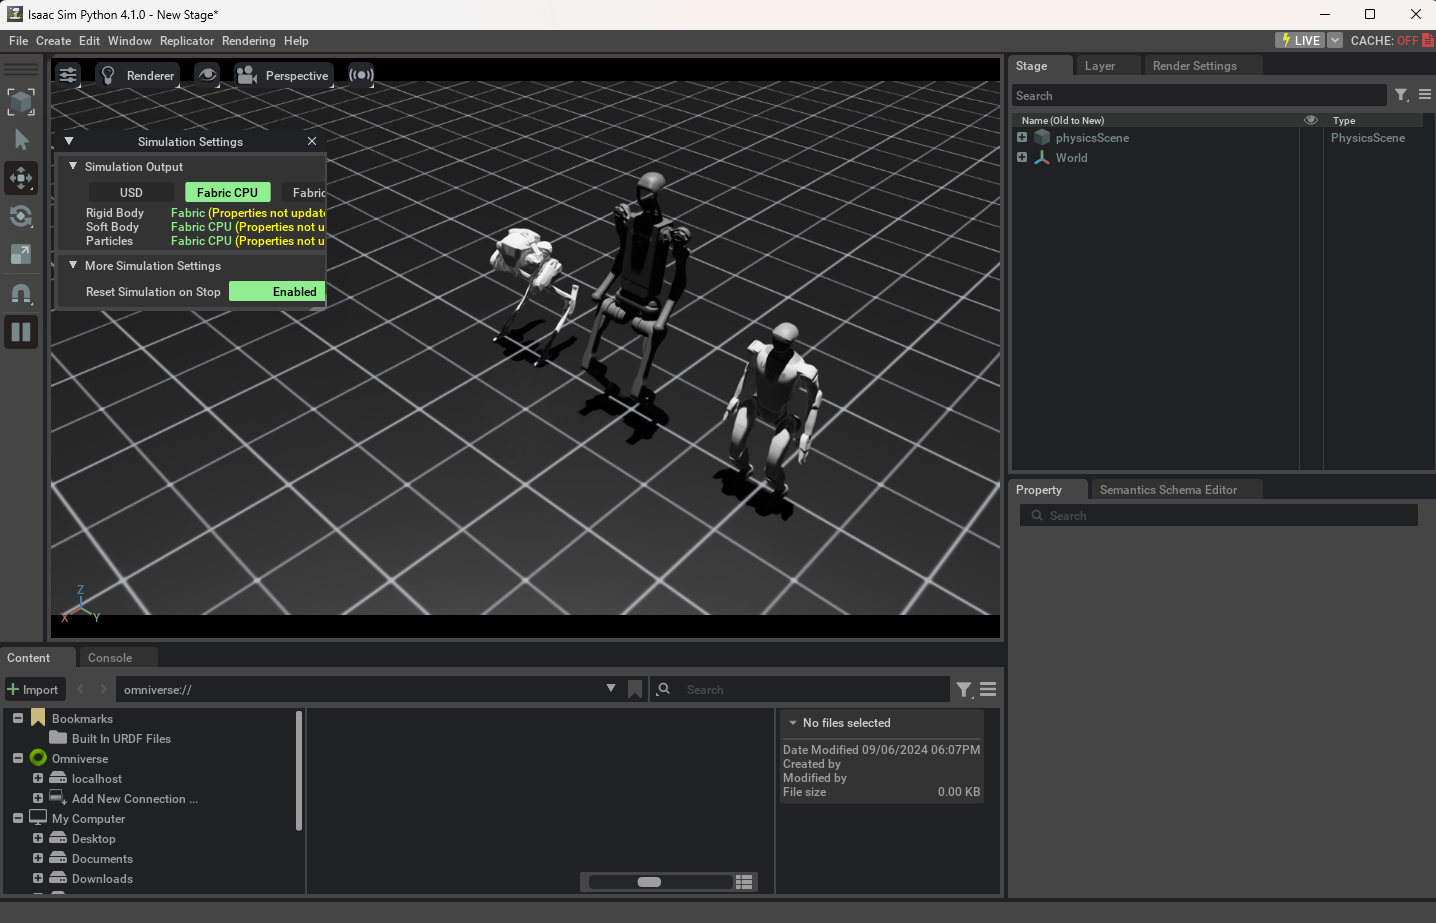 Isaac Sim Python 4.1.0 - New Stage*
File Create Edit Window Replicator Rendering Help
LIVE CACHE: OFF
Renderer Perspective
Simulation Settings
Simulation Output
USD Fabric CPU Fabric
Rigid Body Fabric (Properties not update
Soft Body Fabric CPU (Properties not u
Particles Fabric CPU (Properties not u
More Simulation Settings
Reset Simulation on Stop Enabled
Z
X Y
Stage Layer Render Settings
Search
Name (Old to New) Type
physicsScene PhysicsScene
World
Property Semantics Schema Editor
Search
Content Console
Import omniverse:// Search
Bookmarks
Built In URDF Files
Omniverse
localhost
Add New Connection ...
My Computer
Desktop
Documents
Downloads
No files selected
Date Modified 09/06/2024 06:07PM
Created by
Modified by
File size 0.00 KB